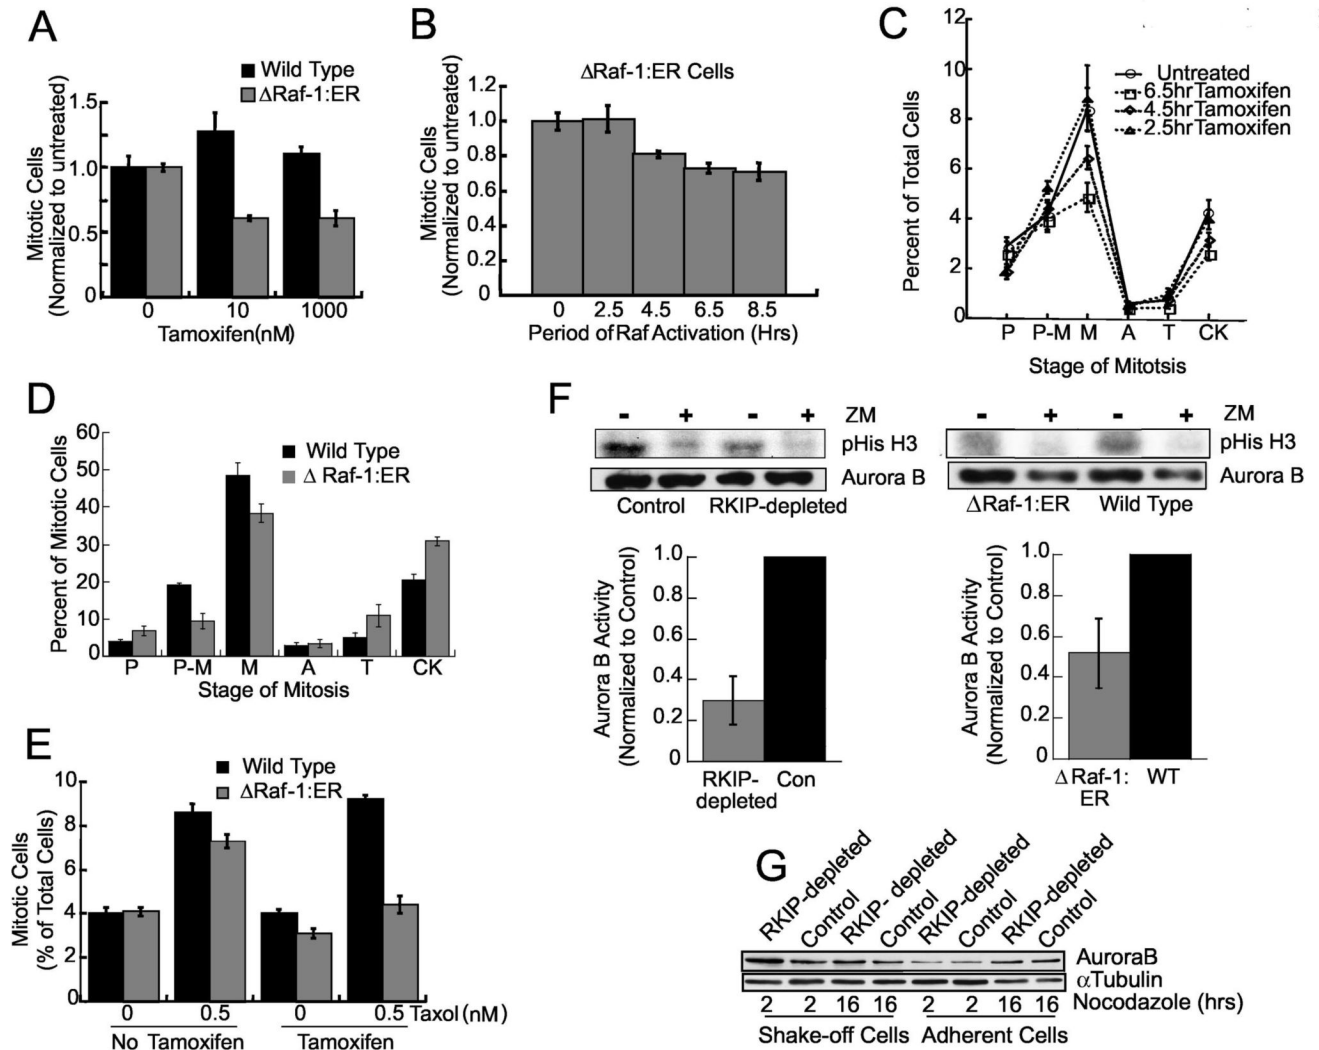 A
Wild Type
ΔRaf-1:ER
Mitotic Cells
(Normalized to untreated)
1.5
1.0
0.5
0
0 10 1000
Tamoxifen(nM)
B
ΔRaf-1:ER Cells
Mitotic Cells
(Normalized to untreated)
1.2
1.0
0.8
0.6
0.4
0.2
0
0 2.5 4.5 6.5 8.5
Period of Raf Activation (Hrs)
C
Percent of Total Cells
12
10
8
6
4
2
0
Untreated
6.5hrTamoxifen
4.5hrTamoxifen
2.5hrTamoxifen
P P-M M A T CK
Stage of Mitotsis
D
Wild Type
Δ Raf-1:ER
Percent of Mitotic Cells
60
50
40
30
20
10
0
P P-M M A T CK
Stage of Mitosis
E
Wild Type
ΔRaf-1:ER
Mitotic Cells
(% of Total Cells)
10
8
6
4
2
0
0 0.5 0 0.5 Taxol (nM)
No Tamoxifen Tamoxifen
F
- + - + ZM
pHis H3
Aurora B
Control RKIP-depleted
- + - + ZM
pHis H3
Aurora B
ΔRaf-1:ER Wild Type
Aurora B Activity
(Normalized to Control)
1.0
0.8
0.6
0.4
0.2
0
RKIP-
depleted
Con
Aurora B Activity
(Normalized to Control)
1.0
0.8
0.6
0.4
0.2
0
Δ Raf-1:
ER
WT
G
RKIP-depleted
Control
RKIP- depleted
Control
RKIP-depleted
Control
RKIP-depleted
Control
AuroraB
αTubulin
2 2 16 16 2 2 16 16 Nocodazole (hrs)
Shake-off Cells Adherent Cells